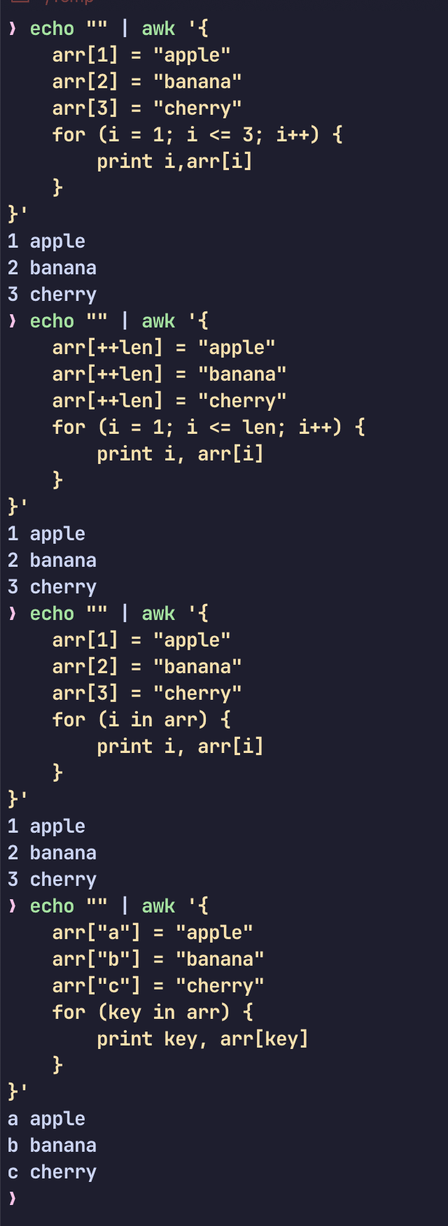 ❯ echo "" | awk '{
    arr[1] = "apple"
    arr[2] = "banana"
    arr[3] = "cherry"
    for (i = 1; i <= 3; i++) {
        print i,arr[i]
    }
}'
1 apple
2 banana
3 cherry
❯ echo "" | awk '{
    arr[++len] = "apple"
    arr[++len] = "banana"
    arr[++len] = "cherry"
    for (i = 1; i <= len; i++) {
        print i, arr[i]
    }
}'
1 apple
2 banana
3 cherry
❯ echo "" | awk '{
    arr[1] = "apple"
    arr[2] = "banana"
    arr[3] = "cherry"
    for (i in arr) {
        print i, arr[i]
    }
}'
1 apple
2 banana
3 cherry
❯ echo "" | awk '{
    arr["a"] = "apple"
    arr["b"] = "banana"
    arr["c"] = "cherry"
    for (key in arr) {
        print key, arr[key]
    }
}'
a apple
b banana
c cherry
❯